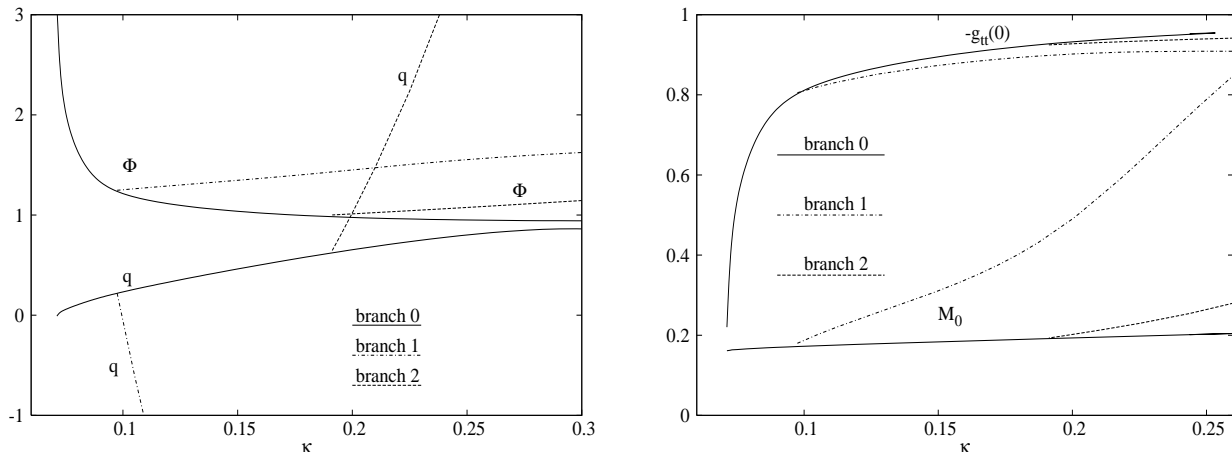 3
2
1
0
-1
Φ
q
Φ
q
q
branch 0
branch 1
branch 2
0.1
0.15
0.2
0.25
0.3
κ
1
0.8
0.6
0.4
0.2
0
-g_tt(0)
branch 0
branch 1
branch 2
M_0
0.1
0.15
0.2
0.25
κ